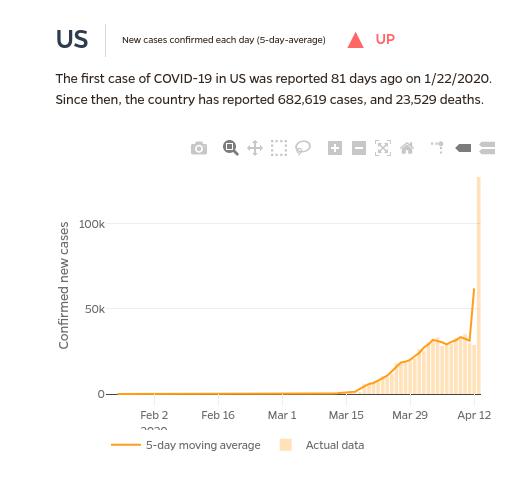 US
New cases confirmed each day (5-day-average)
UP
The first case of COVID-19 in US was reported 81 days ago on 1/22/2020.
Since then, the country has reported 682,619 cases, and 23,529 deaths.
Confirmed new cases
100k
50k
0
Feb 2 Feb 16 Mar 1 Mar 15 Mar 29 Apr 12
2020
5-day moving average Actual data